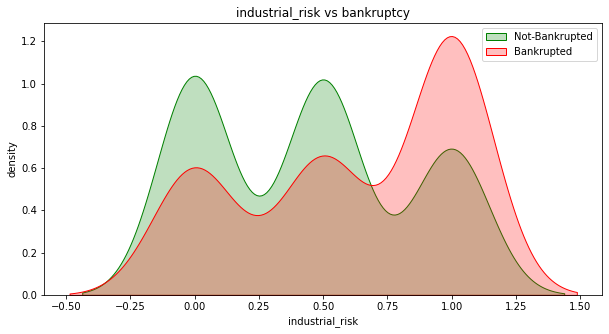 industrial_risk vs bankruptcy
Not-Bankrupted
Bankrupted
density
1.2
1.0
0.8
0.6
0.4
0.2
0.0
−0.50 −0.25 0.00 0.25 0.50 0.75 1.00 1.25 1.50
industrial_risk